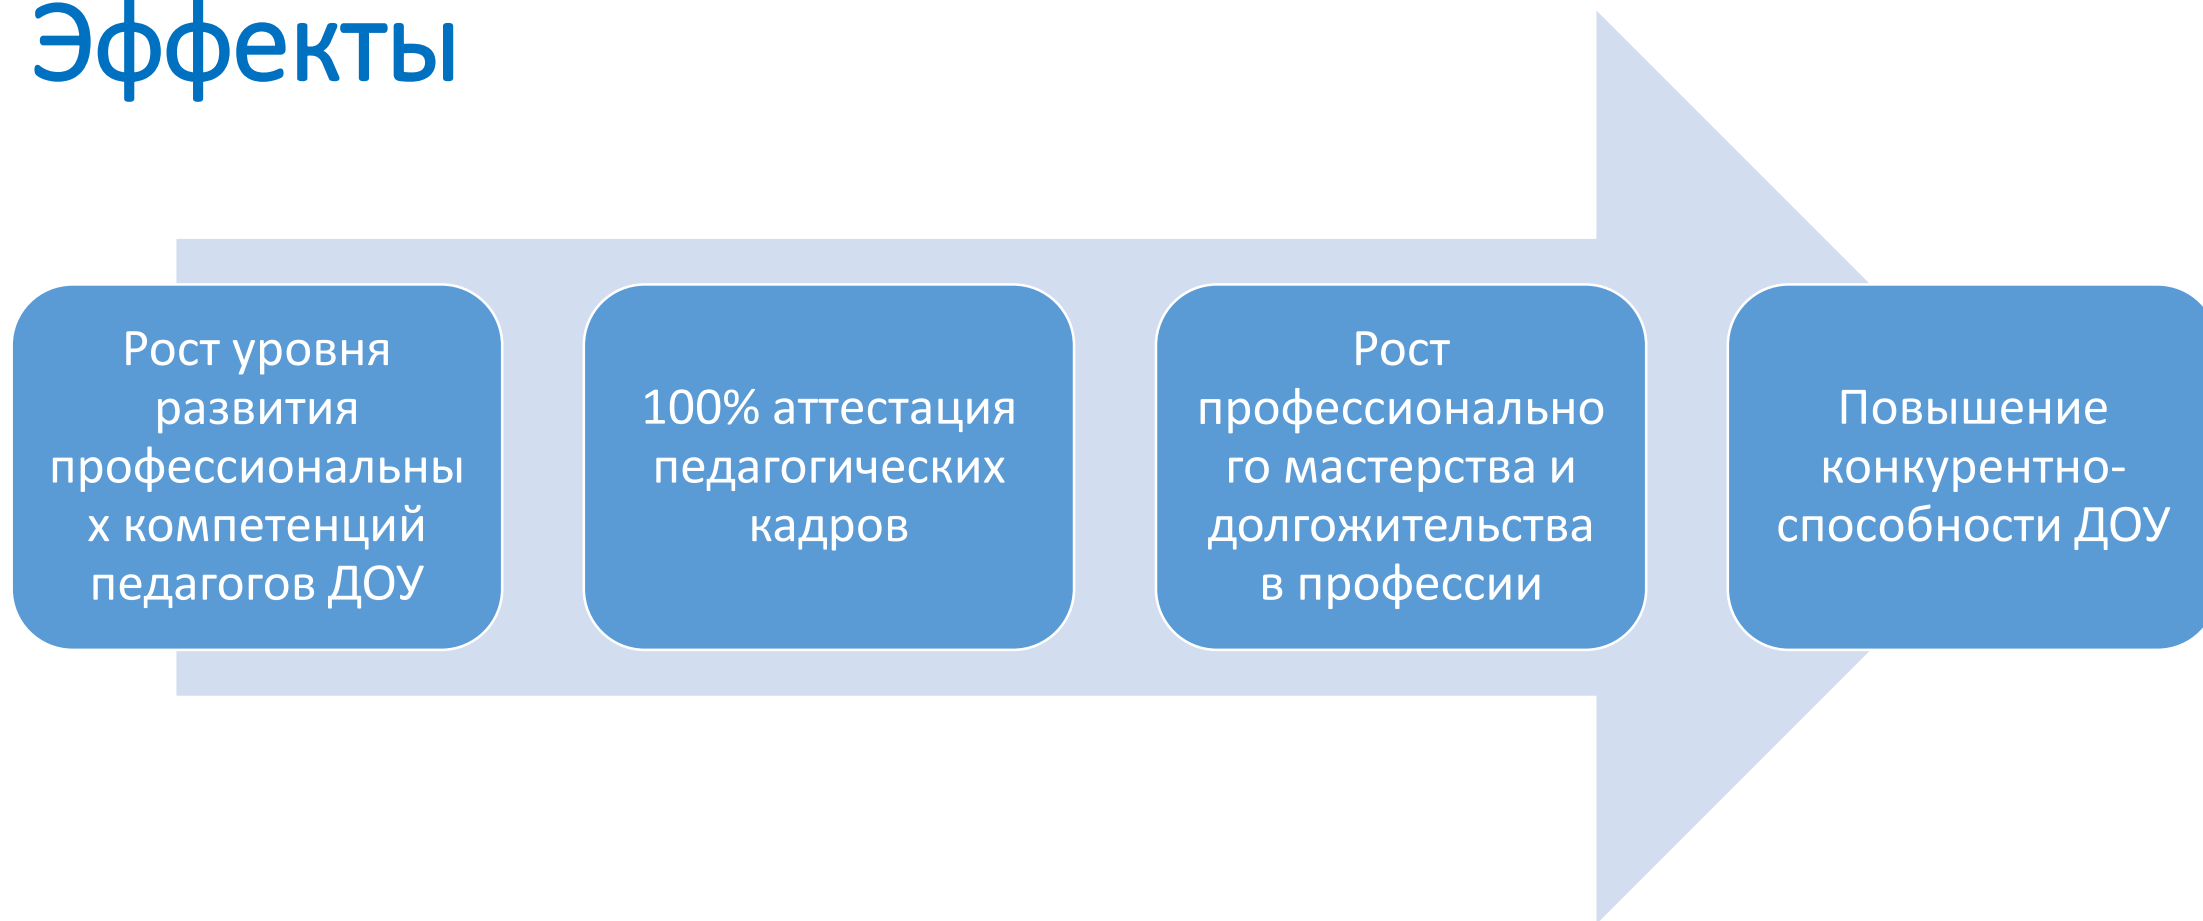 Эффекты
Рост уровня
развития
профессиональны
х компетенций
педагогов ДОУ
100% аттестация
педагогических
кадров
Рост
профессионально
го мастерства и
долгожительства
в профессии
Повышение
конкурентно-
способности ДОУ